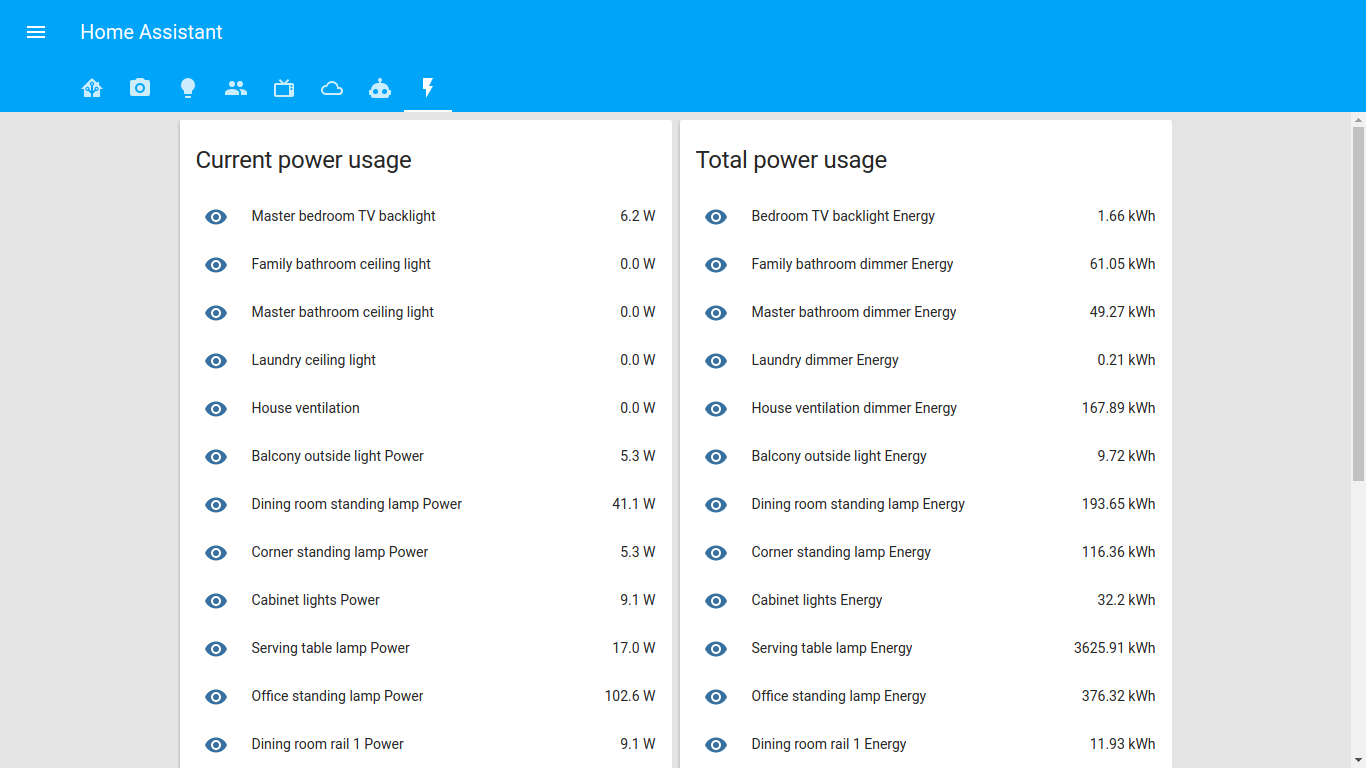 Home Assistant
Current power usage
Master bedroom TV backlight 6.2 W
Family bathroom ceiling light 0.0 W
Master bathroom ceiling light 0.0 W
Laundry ceiling light 0.0 W
House ventilation 0.0 W
Balcony outside light Power 5.3 W
Dining room standing lamp Power 41.1 W
Corner standing lamp Power 5.3 W
Cabinet lights Power 9.1 W
Serving table lamp Power 17.0 W
Office standing lamp Power 102.6 W
Dining room rail 1 Power 9.1 W
Total power usage
Bedroom TV backlight Energy 1.66 kWh
Family bathroom dimmer Energy 61.05 kWh
Master bathroom dimmer Energy 49.27 kWh
Laundry dimmer Energy 0.21 kWh
House ventilation dimmer Energy 167.89 kWh
Balcony outside light Energy 9.72 kWh
Dining room standing lamp Energy 193.65 kWh
Corner standing lamp Energy 116.36 kWh
Cabinet lights Energy 32.2 kWh
Serving table lamp Energy 3625.91 kWh
Office standing lamp Energy 376.32 kWh
Dining room rail 1 Energy 11.93 kWh